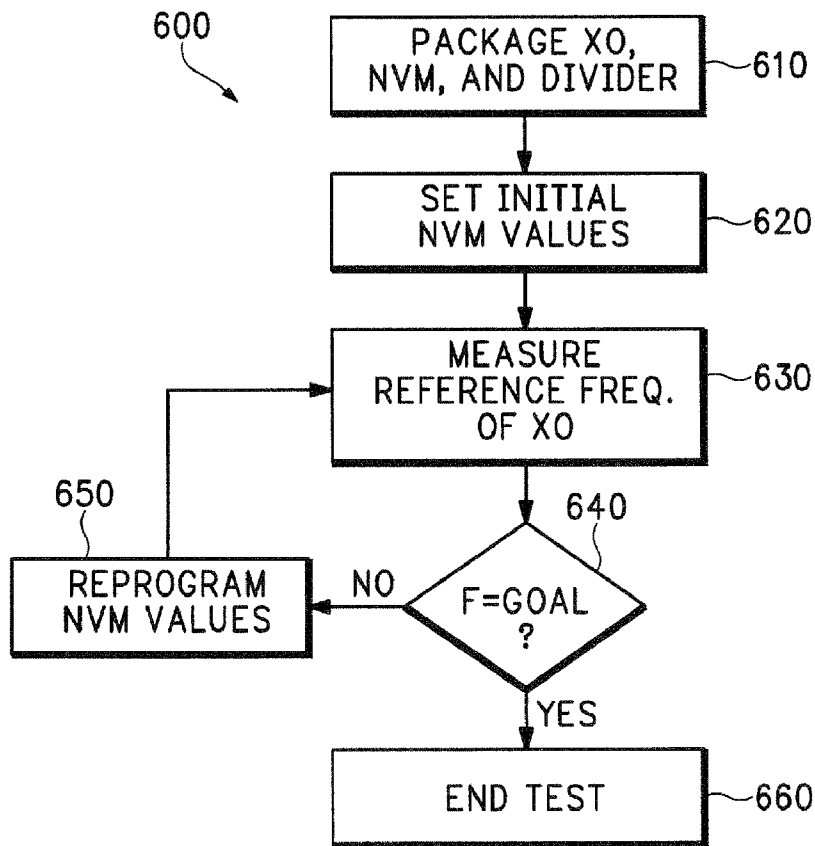 600
PACKAGE XO,
NVM, AND DIVIDER
610
SET INITIAL
NVM VALUES
620
MEASURE
REFERENCE FREQ.
OF XO
630
640
F=GOAL
?
NO
650
REPROGRAM
NVM VALUES
YES
END TEST
660